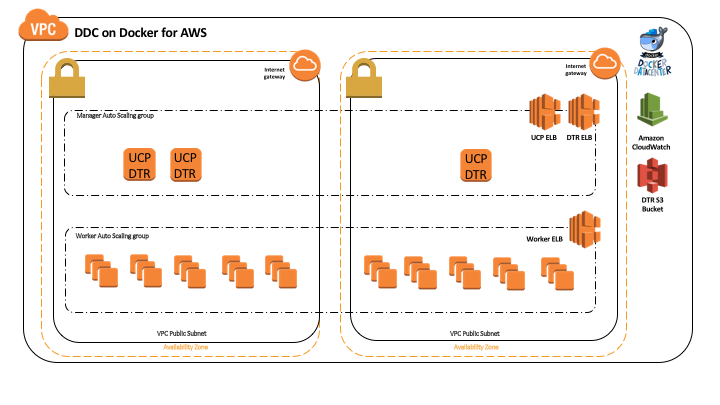 VPC
DDC on Docker for AWS
Internet
gateway
Internet
gateway
DOCKER
DATACENTER
Manager Auto Scaling group
UCP ELB
DTR ELB
Amazon
CloudWatch
UCP
DTR
UCP
DTR
UCP
DTR
DTR S3
Bucket
Worker Auto Scaling group
Worker ELB
VPC Public Subnet
VPC Public Subnet
Availability Zone
Availability Zone